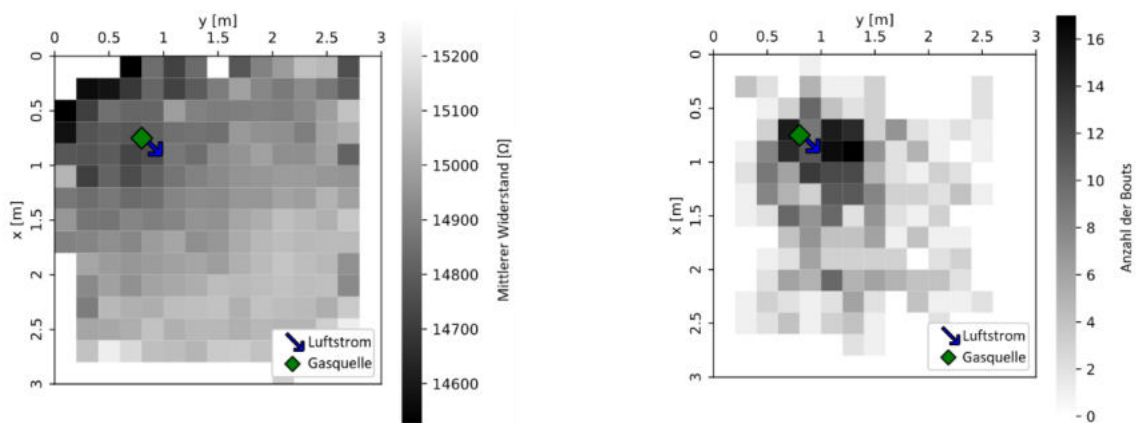 y [m]
0 0.5 1 1.5 2 2.5 3
x [m]
0
0.5
1
1.5
2
2.5
3
Luftstrom
Gasquelle
15200
15100
15000
14900
14800
14700
14600
Mittlerer Widerstand [Ω]
y [m]
0 0.5 1 1.5 2 2.5 3
x [m]
0
0.5
1
1.5
2
2.5
3
Luftstrom
Gasquelle
16
14
12
10
8
6
4
2
0
Anzahl der Bouts